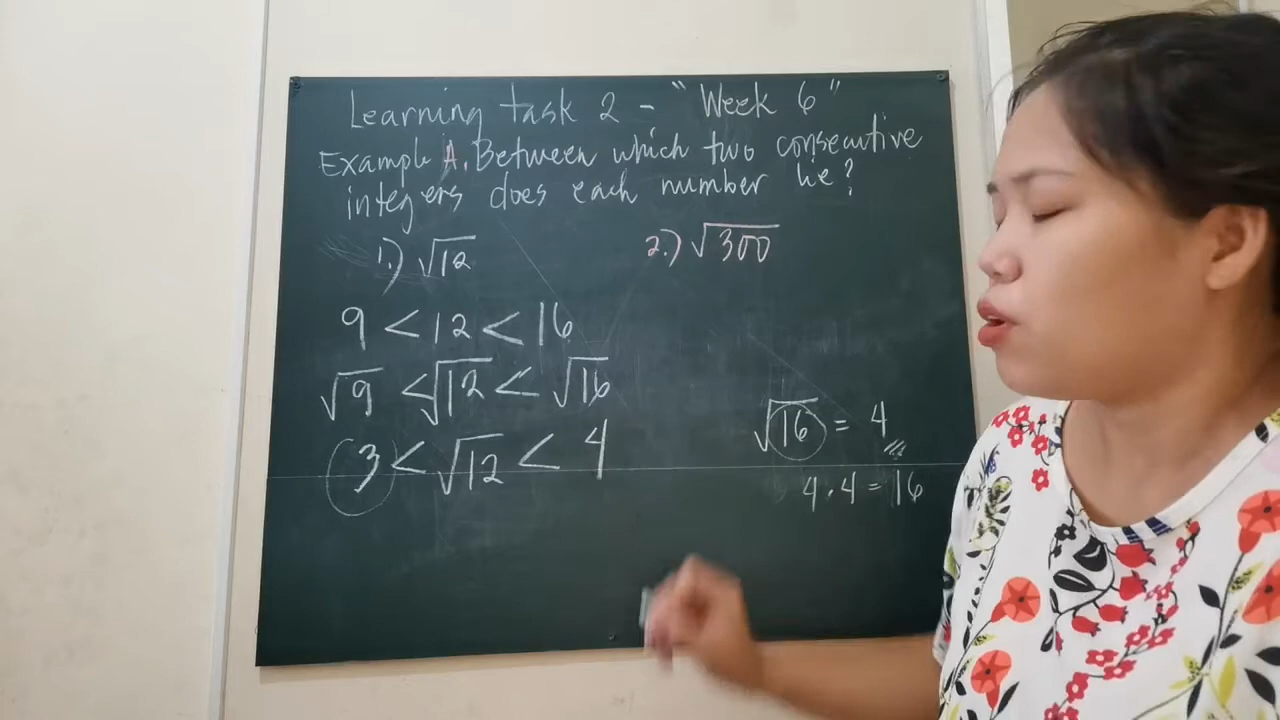 Learning task 2 - "Week 6"
Example A. Between which two consecutive
integers does each number lie?
1.) √12
2.) √300
9 < 12 < 16
√9 < √12 < √16
3 < √12 < 4
√16 = 4
4 · 4 = 16